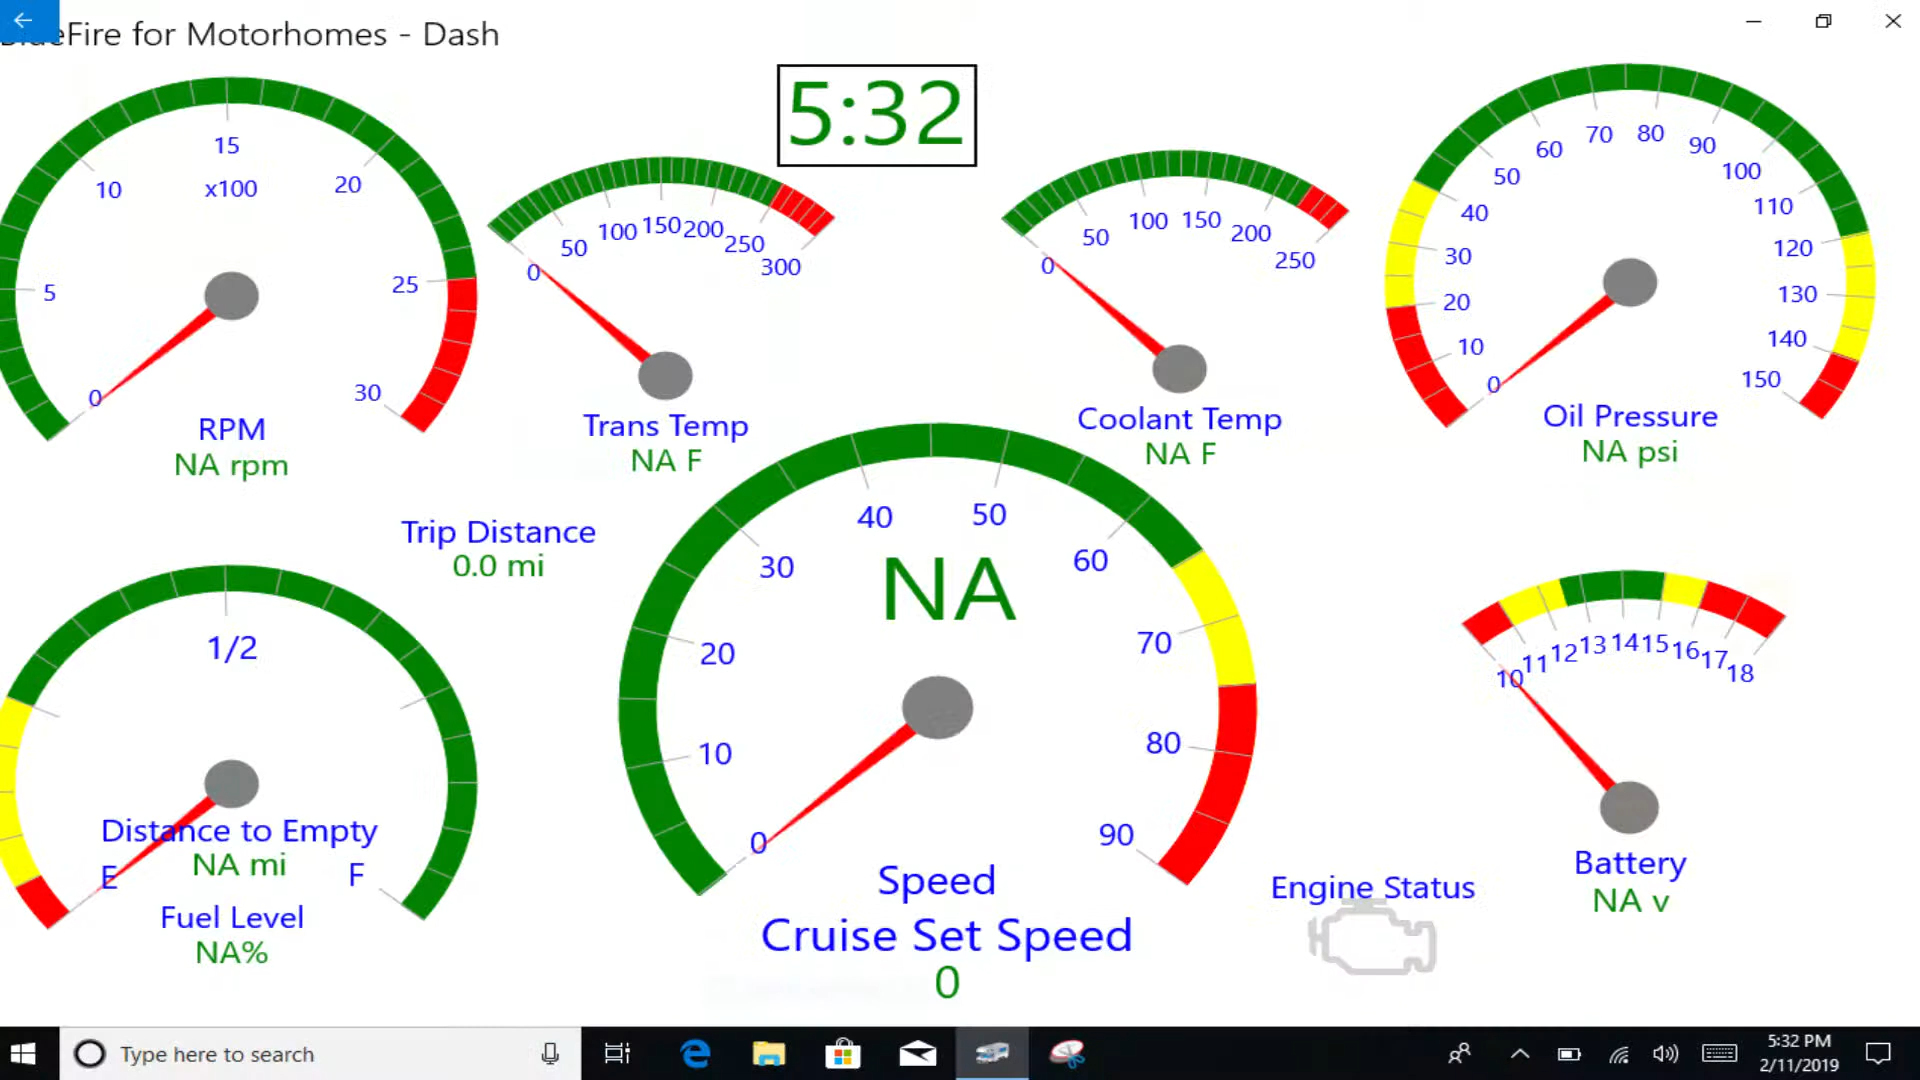 BlueFire for Motorhomes - Dash
5:32
15
10
x100
20
5
25
0
30
RPM
NA rpm
0
50
100
150
200
250
300
Trans Temp
NA F
0
50
100
150
200
250
Coolant Temp
NA F
0
10
20
30
40
50
60
70
80
90
100
110
120
130
140
150
Oil Pressure
NA psi
Trip Distance
0.0 mi
1/2
Distance to Empty
NA mi
E
F
Fuel Level
NA%
0
10
20
30
40
50
60
70
80
90
NA
Speed
Cruise Set Speed
0
Engine Status
10
11
12
13
14
15
16
17
18
Battery
NA v
Type here to search
5:32 PM
2/11/2019